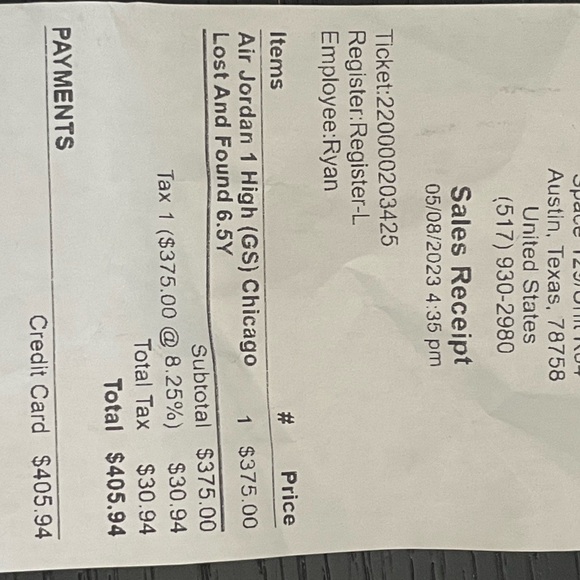 Austin, Texas, 78758
United States
(517) 930-2980
Sales Receipt
05/08/2023 4:35 pm
Ticket:220000203425
Register:Register-L
Employee:Ryan
Items # Price
Air Jordan 1 High (GS) Chicago 1 $375.00
Lost And Found 6.5Y
Subtotal $375.00
Tax 1 ($375.00 @ 8.25%) $30.94
Total Tax $30.94
Total $405.94
PAYMENTS
Credit Card $405.94